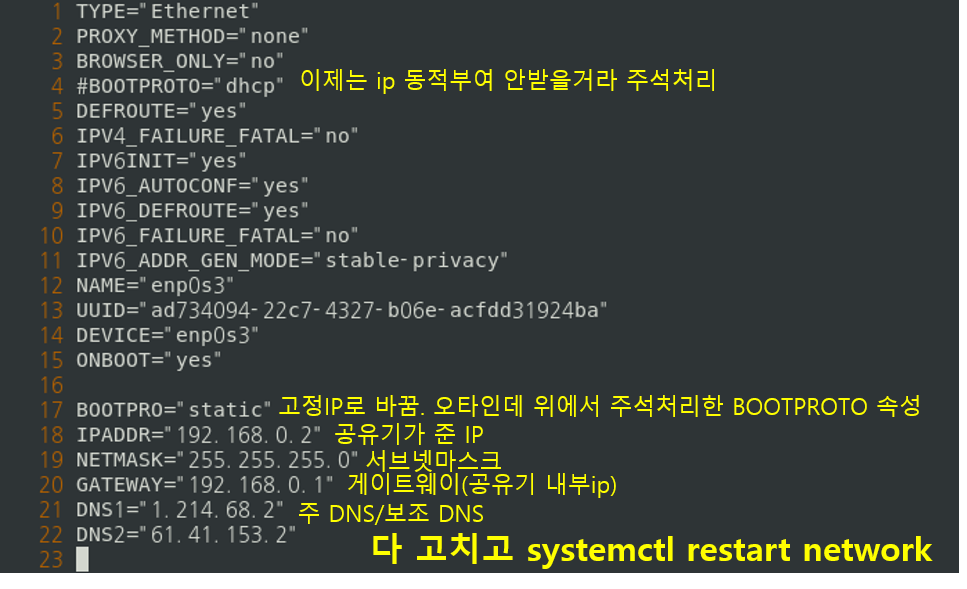 1 TYPE="Ethernet"
2 PROXY_METHOD="none"
3 BROWSER_ONLY="no"
4 #BOOTPROTO="dhcp" 이제는 ip 동적부여 안받을거라 주석처리
5 DEFROUTE="yes"
6 IPV4_FAILURE_FATAL="no"
7 IPV6INIT="yes"
8 IPV6_AUTOCONF="yes"
9 IPV6_DEFROUTE="yes"
10 IPV6_FAILURE_FATAL="no"
11 IPV6_ADDR_GEN_MODE="stable-privacy"
12 NAME="enp0s3"
13 UUID="ad734094-22c7-4327-b06e-acfdd31924ba"
14 DEVICE="enp0s3"
15 ONBOOT="yes"
16
17 BOOTPRO="static" 고정IP로 바꿈. 오타인데 위에서 주석처리한 BOOTPROTO 속성
18 IPADDR="192.168.0.2" 공유기가 준 IP
19 NETMASK="255.255.255.0" 서브넷마스크
20 GATEWAY="192.168.0.1" 게이트웨이(공유기 내부ip)
21 DNS1="1.214.68.2" 주 DNS/보조 DNS
22 DNS2="61.41.153.2"
23 다 고치고 systemctl restart network